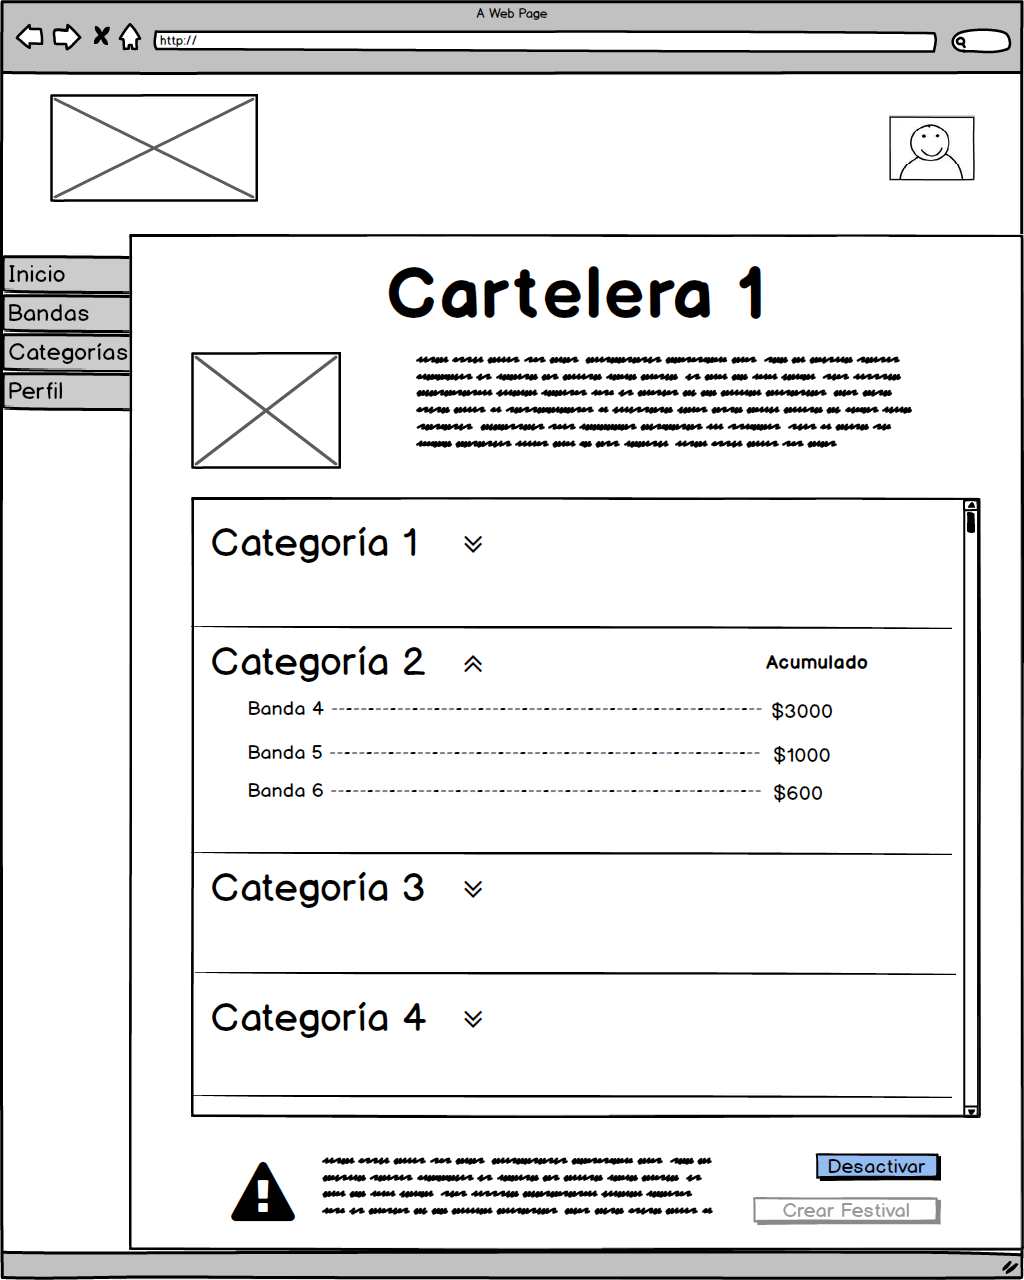 A Web Page
http://
Inicio
Bandas
Categorías
Perfil
Cartelera 1
Categoría 1
Categoría 2
Acumulado
Banda 4 $3000
Banda 5 $1000
Banda 6 $600
Categoría 3
Categoría 4
Desactivar
Crear Festival